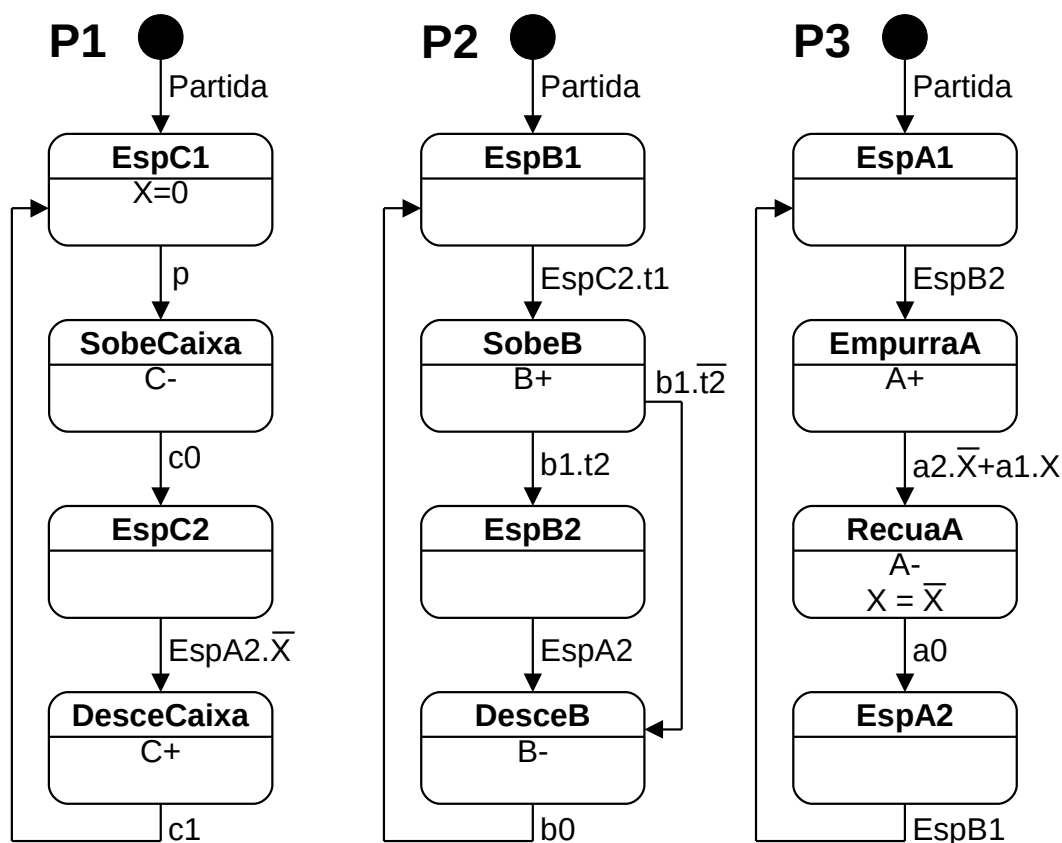 P1
Partida
EspC1
X=0
p
SobeCaixa
C-
c0
EspC2
EspA2.X̅
DesceCaixa
C+
c1
P2
Partida
EspB1
EspC2.t1
SobeB
B+
b1.t̅2̅
b1.t2
EspB2
EspA2
DesceB
B-
b0
P3
Partida
EspA1
EspB2
EmpurraA
A+
a2.X̅+a1.X
RecuaA
A-
X = X̅
a0
EspA2
EspB1